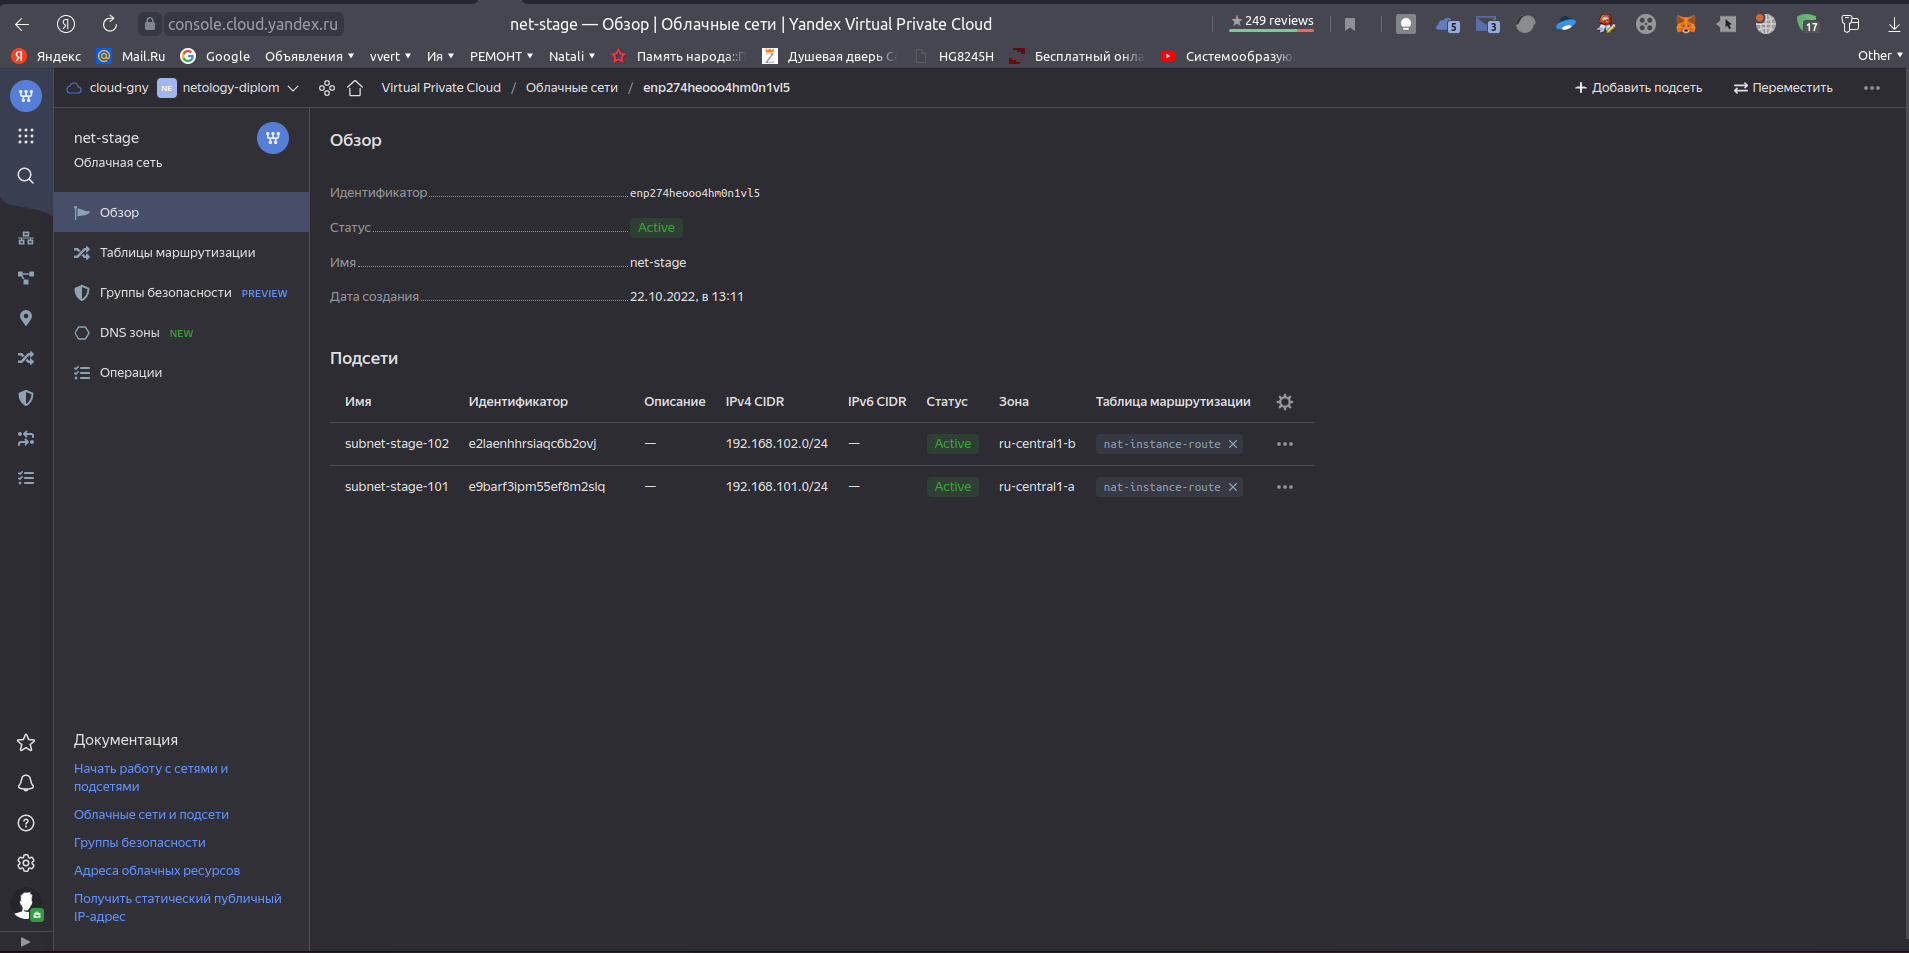 console.cloud.yandex.ru
net-stage — Обзор | Облачные сети | Yandex Virtual Private Cloud
★249 reviews
5
3
17
Яндекс
Mail.Ru
Google
Объявления
vvert
Ия
РЕМОНТ
Natali
Память народа::
Душевая дверь
HG8245H
Бесплатный онла
Системообразую
Other
cloud-gny
NE
netology-diplom
Virtual Private Cloud / Облачные сети / enp274heooo4hm0n1vl5
Добавить подсеть
Переместить
net-stage
Облачная сеть
Обзор
Таблицы маршрутизации
Группы безопасности PREVIEW
DNS зоны NEW
Операции
Документация
Начать работу с сетями и
подсетями
Облачные сети и подсети
Группы безопасности
Адреса облачных ресурсов
Получить статический публичный
IP-адрес
Обзор
Идентификатор enp274heooo4hm0n1vl5
Статус Active
Имя net-stage
Дата создания 22.10.2022, в 13:11
Подсети
Имя Идентификатор Описание IPv4 CIDR IPv6 CIDR Статус Зона Таблица маршрутизации
subnet-stage-102 e2laenhhrsiaqc6b2ovj — 192.168.102.0/24 — Active ru-central1-b nat-instance-route
subnet-stage-101 e9barf3ipm55ef8m2slq — 192.168.101.0/24 — Active ru-central1-a nat-instance-route